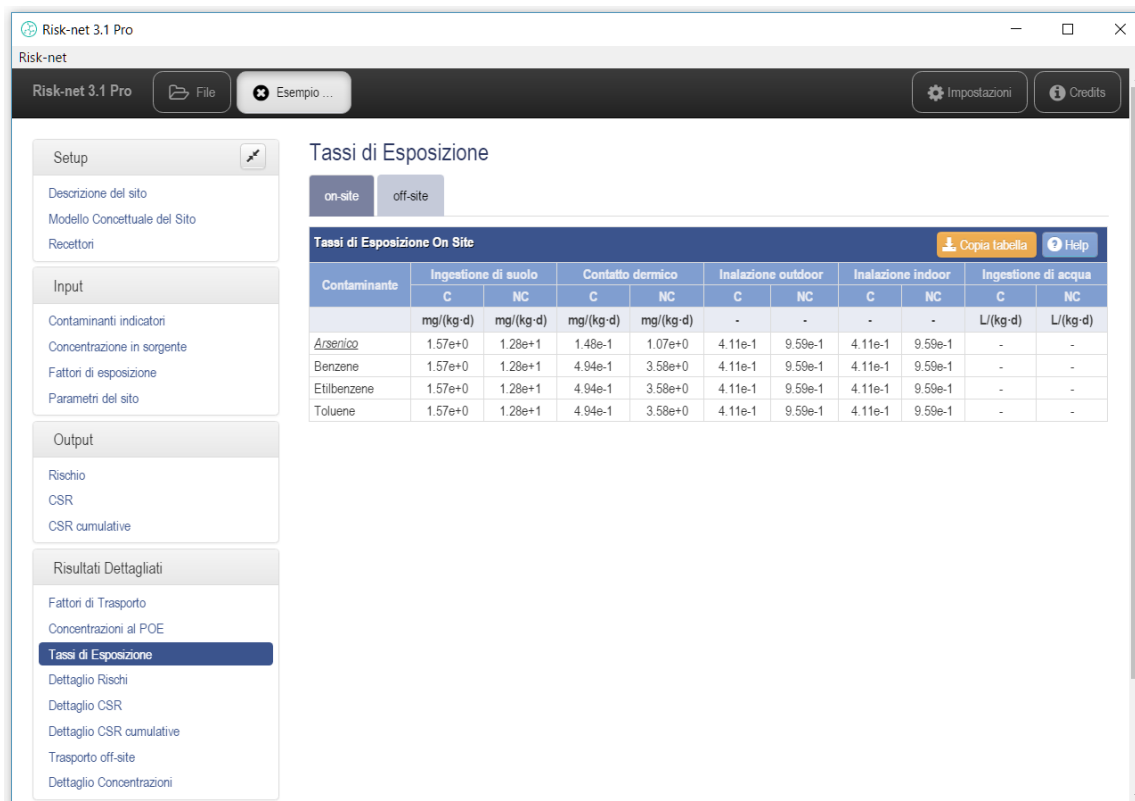 Risk-net 3.1 Pro
Risk-net
Risk-net 3.1 Pro File Esempio ... Impostazioni Credits
Setup
Descrizione del sito
Modello Concettuale del Sito
Recettori
Input
Contaminanti indicatori
Concentrazione in sorgente
Fattori di esposizione
Parametri del sito
Output
Rischio
CSR
CSR cumulative
Risultati Dettagliati
Fattori di Trasporto
Concentrazioni al POE
Tassi di Esposizione
Dettaglio Rischi
Dettaglio CSR
Dettaglio CSR cumulative
Trasporto off-site
Dettaglio Concentrazioni
Tassi di Esposizione
on-site off-site
Tassi di Esposizione On Site Copia tabella Help
Contaminante Ingestione di suolo Contatto dermico Inalazione outdoor Inalazione indoor Ingestione di acqua
C NC C NC C NC C NC C NC
mg/(kg·d) mg/(kg·d) mg/(kg·d) mg/(kg·d) - - - - L/(kg·d) L/(kg·d)
Arsenico 1.57e+0 1.28e+1 1.48e-1 1.07e+0 4.11e-1 9.59e-1 4.11e-1 9.59e-1 - -
Benzene 1.57e+0 1.28e+1 4.94e-1 3.58e+0 4.11e-1 9.59e-1 4.11e-1 9.59e-1 - -
Etilbenzene 1.57e+0 1.28e+1 4.94e-1 3.58e+0 4.11e-1 9.59e-1 4.11e-1 9.59e-1 - -
Toluene 1.57e+0 1.28e+1 4.94e-1 3.58e+0 4.11e-1 9.59e-1 4.11e-1 9.59e-1 - -